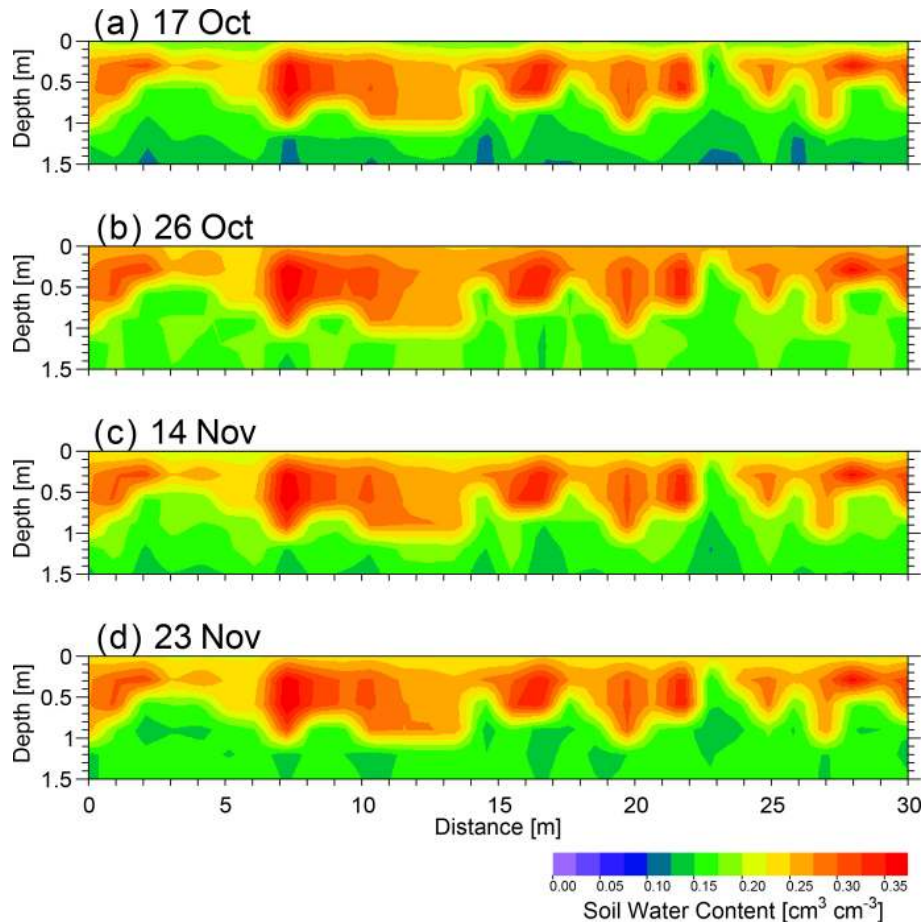 (a) 17 Oct
0
0.5
1
1.5
Depth [m]
(b) 26 Oct
0
0.5
1
1.5
Depth [m]
(c) 14 Nov
0
0.5
1
1.5
Depth [m]
(d) 23 Nov
0
0.5
1
1.5
Depth [m]
0 5 10 15 20 25 30
Distance [m]
0.00 0.05 0.10 0.15 0.20 0.25 0.30 0.35
Soil Water Content [cm³ cm⁻³]